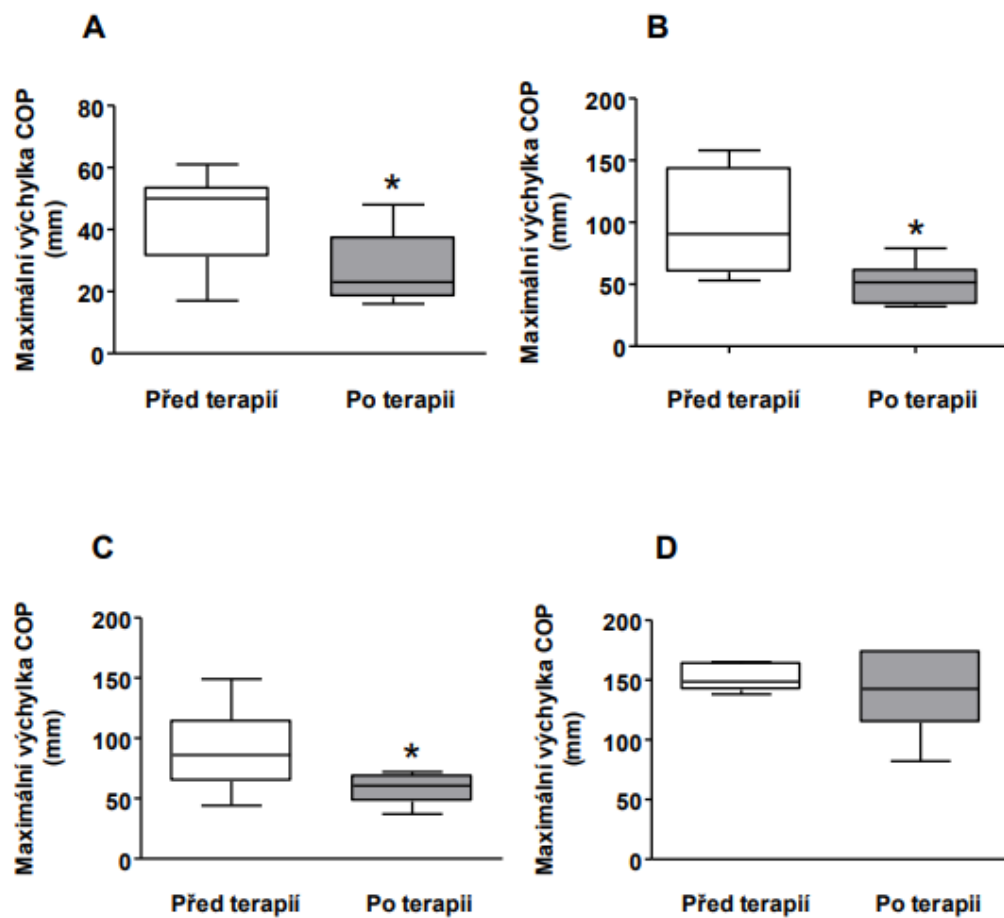 A
Maximální výchylka COP
(mm)
80
60
40
20
0
*
Před terapií
Po terapii
B
Maximální výchylka COP
(mm)
200
150
100
50
0
*
Před terapií
Po terapii
C
Maximální výchylka COP
(mm)
200
150
100
50
0
*
Před terapií
Po terapii
D
Maximální výchylka COP
(mm)
200
150
100
50
0
Před terapií
Po terapii